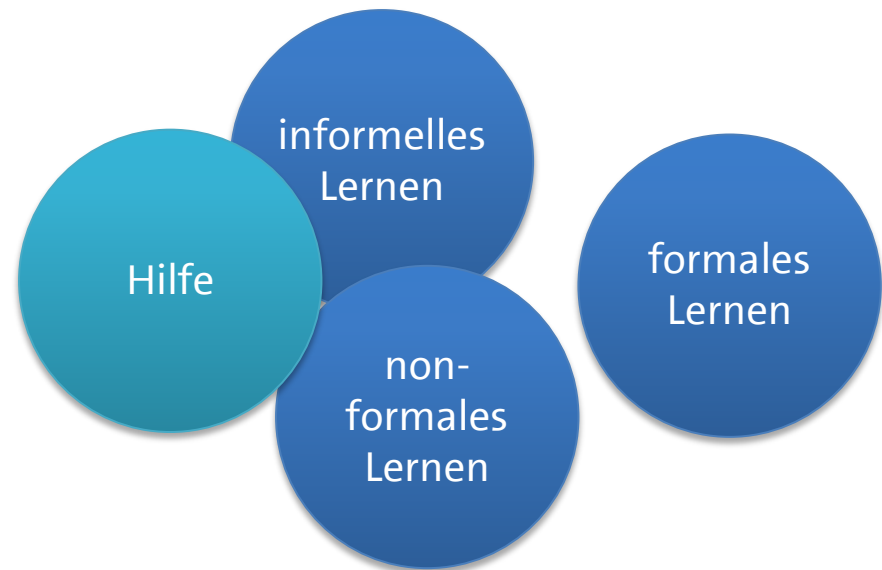 informelles
Lernen
Hilfe
formales
Lernen
non-
formales
Lernen